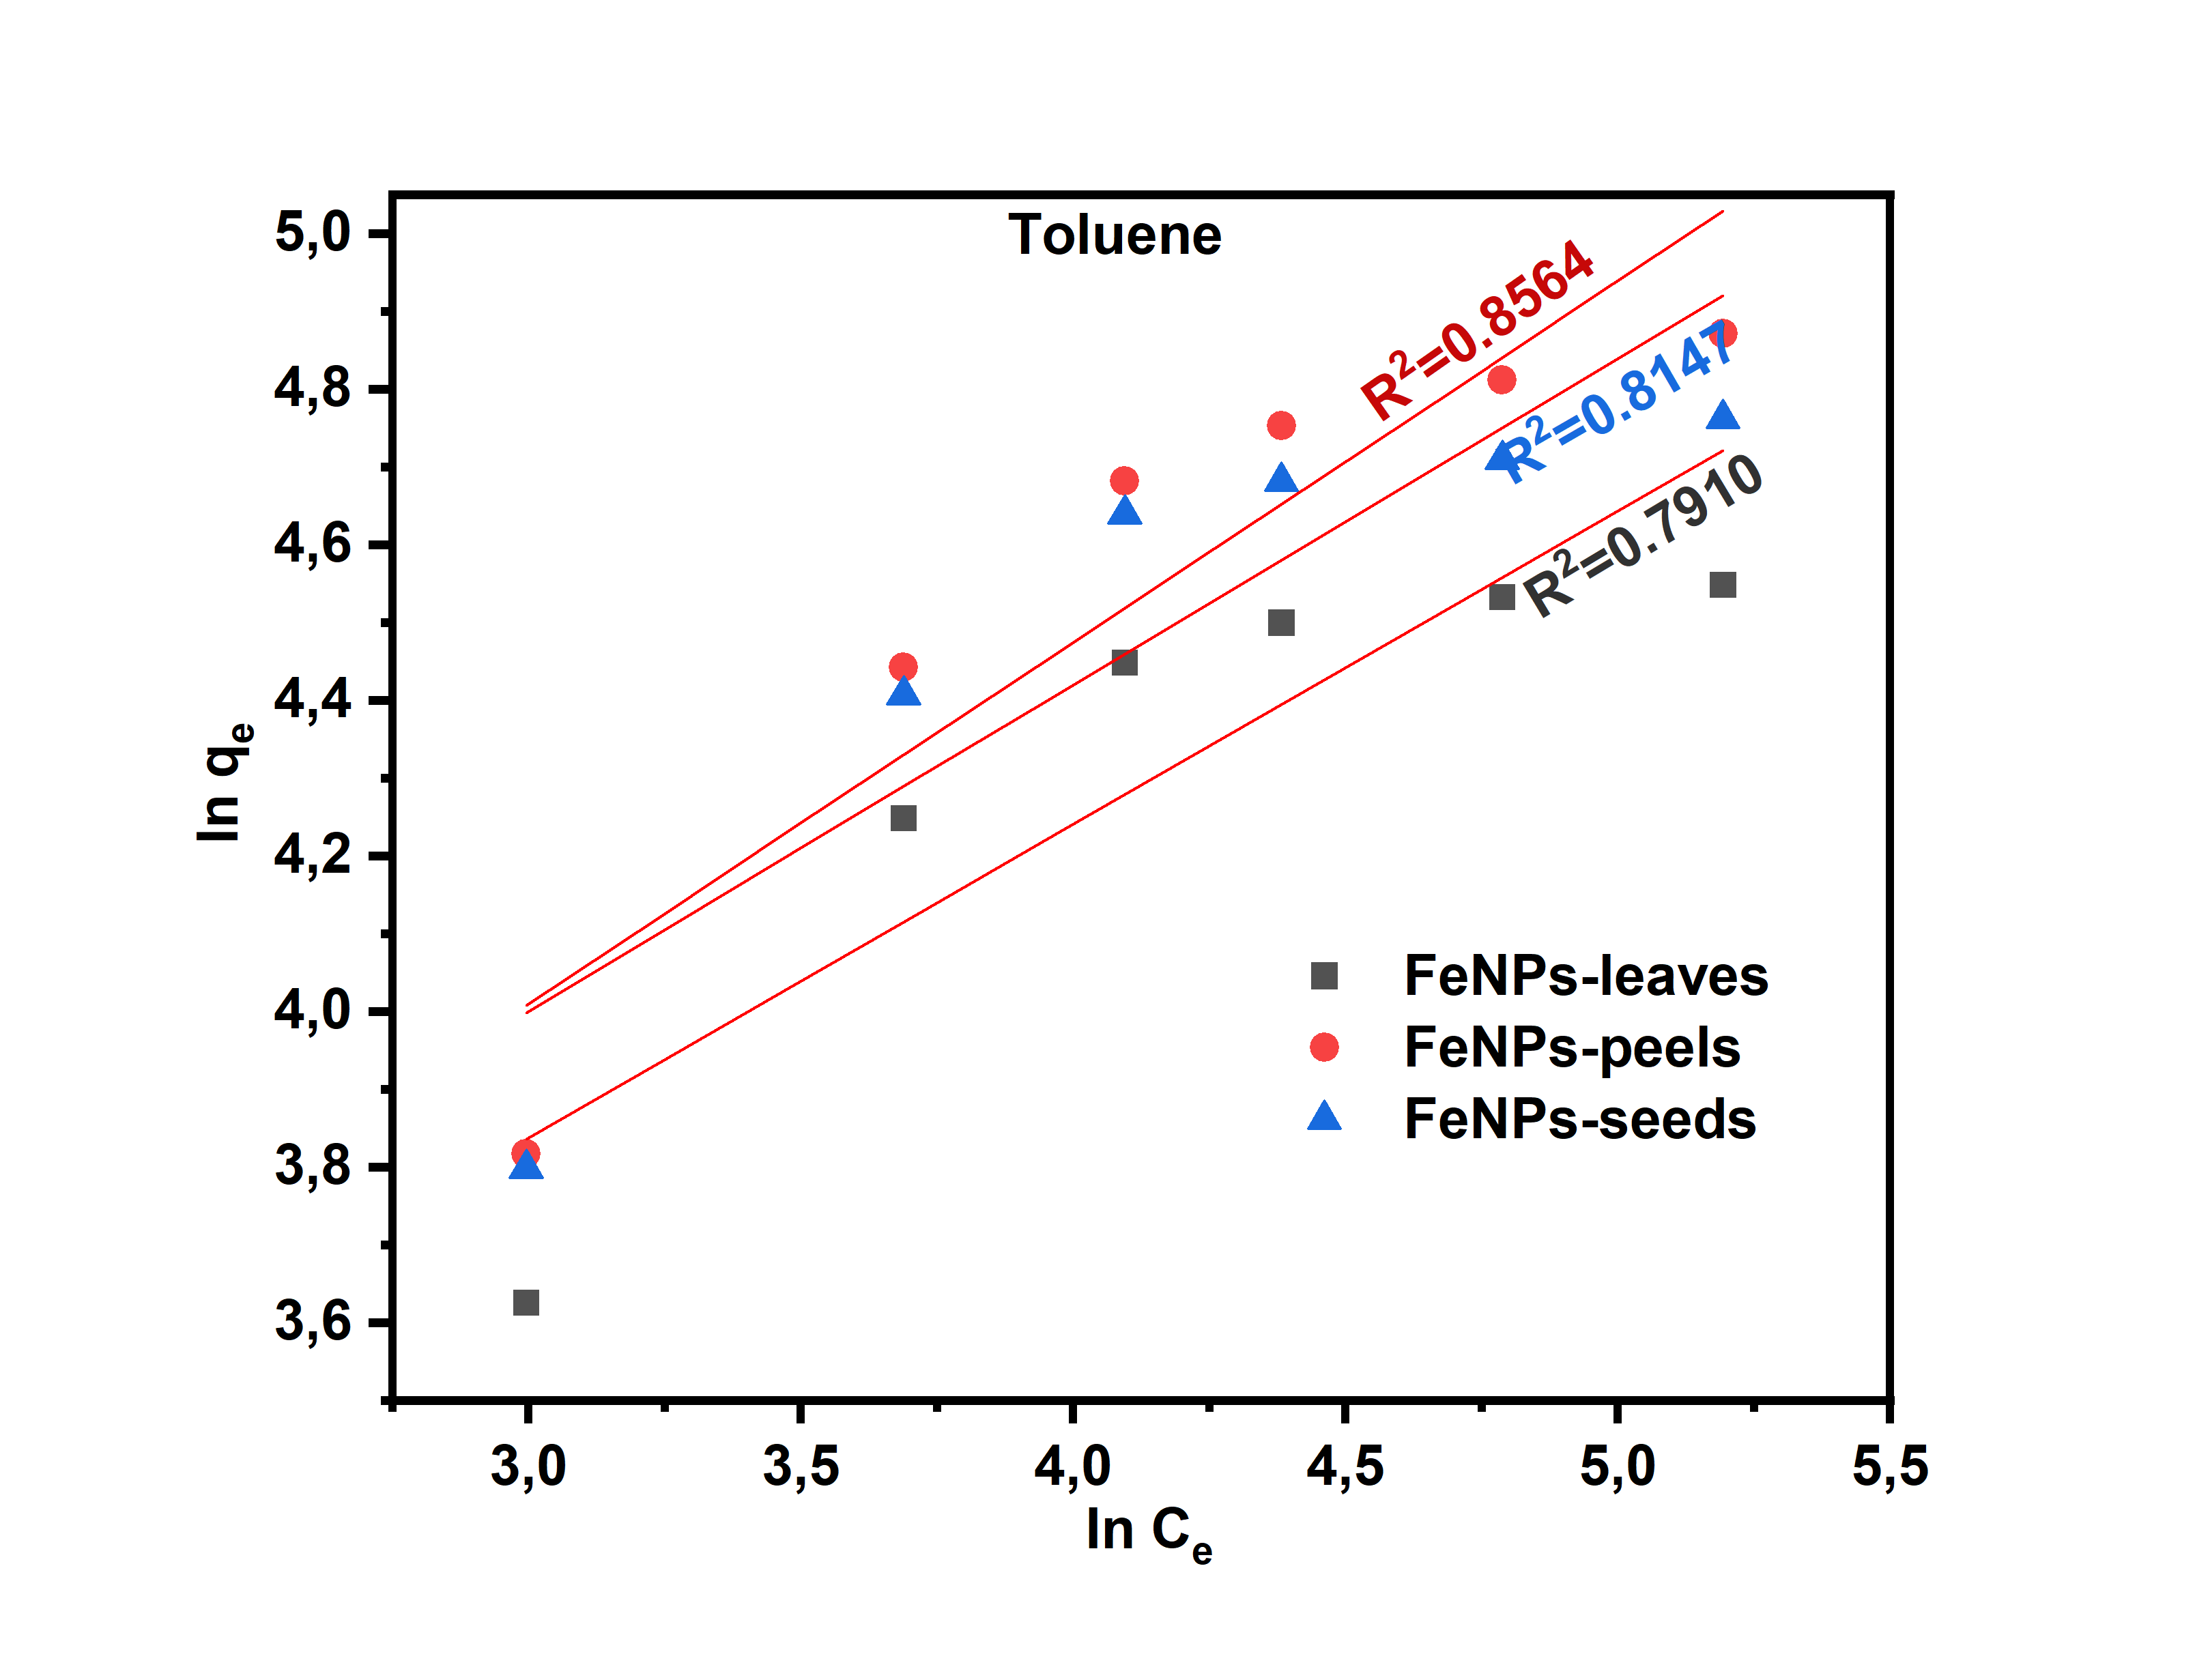 Toluene
5,0
4,8
4,6
4,4
4,2
4,0
3,8
3,6
ln qₑ
R²=0.8564
R²=0.8147
R²=0.7910
FeNPs-leaves
FeNPs-peels
FeNPs-seeds
3,0 3,5 4,0 4,5 5,0 5,5
ln Cₑ